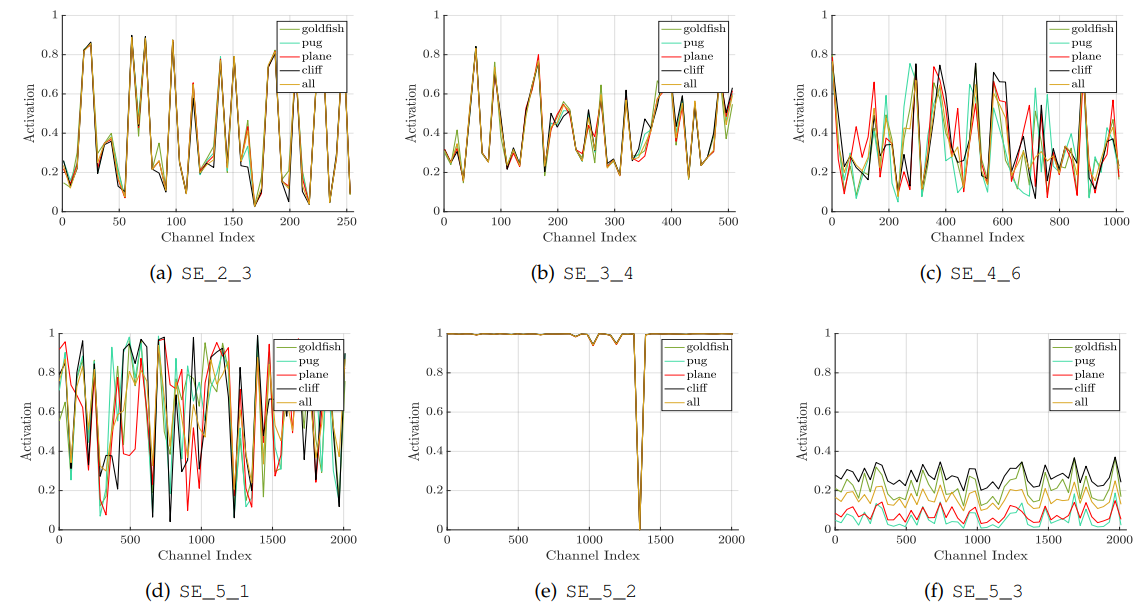 1
0.8
0.6
0.4
0.2
0
Activation
0 50 100 150 200 250
Channel Index
goldfish
pug
plane
cliff
all
(a) SE_2_3
1
0.8
0.6
0.4
0.2
0
Activation
0 100 200 300 400 500
Channel Index
goldfish
pug
plane
cliff
all
(b) SE_3_4
1
0.8
0.6
0.4
0.2
0
Activation
0 200 400 600 800 1000
Channel Index
goldfish
pug
plane
cliff
all
(c) SE_4_6
1
0.8
0.6
0.4
0.2
0
Activation
0 500 1000 1500 2000
Channel Index
goldfish
pug
plane
cliff
all
(d) SE_5_1
1
0.8
0.6
0.4
0.2
0
Activation
0 500 1000 1500 2000
Channel Index
goldfish
pug
plane
cliff
all
(e) SE_5_2
1
0.8
0.6
0.4
0.2
0
Activation
0 500 1000 1500 2000
Channel Index
goldfish
pug
plane
cliff
all
(f) SE_5_3